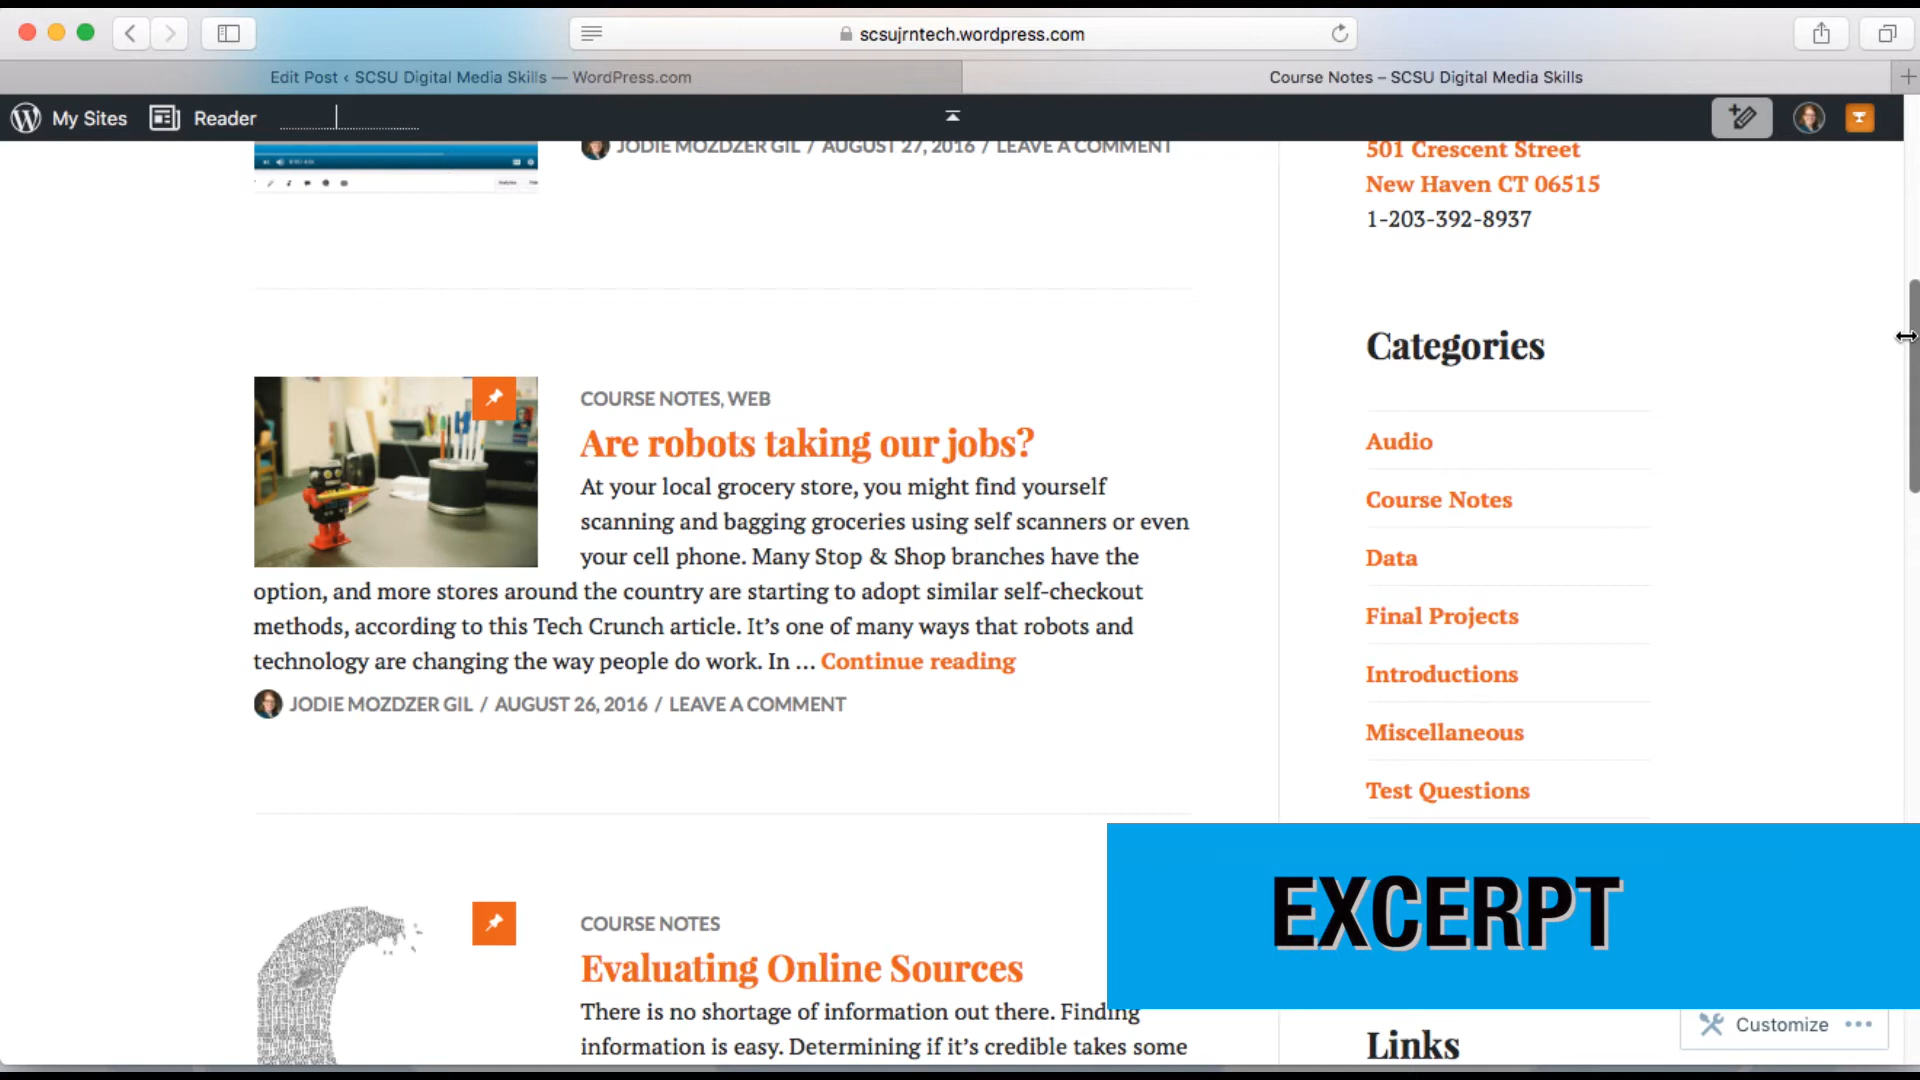 scsujrntech.wordpress.com
Edit Post ‹ SCSU Digital Media Skills — WordPress.com
Course Notes – SCSU Digital Media Skills
My Sites
Reader
JODIE MOZDZER GIL / AUGUST 27, 2016 / LEAVE A COMMENT
COURSE NOTES, WEB
Are robots taking our jobs?
At your local grocery store, you might find yourself
scanning and bagging groceries using self scanners or even
your cell phone. Many Stop & Shop branches have the
option, and more stores around the country are starting to adopt similar self-checkout
methods, according to this Tech Crunch article. It’s one of many ways that robots and
technology are changing the way people do work. In … Continue reading
JODIE MOZDZER GIL / AUGUST 26, 2016 / LEAVE A COMMENT
COURSE NOTES
Evaluating Online Sources
There is no shortage of information out there. Finding
information is easy. Determining if it’s credible takes some
501 Crescent Street
New Haven CT 06515
1-203-392-8937
Categories
Audio
Course Notes
Data
Final Projects
Introductions
Miscellaneous
Test Questions
EXCERPT
Customize
Links